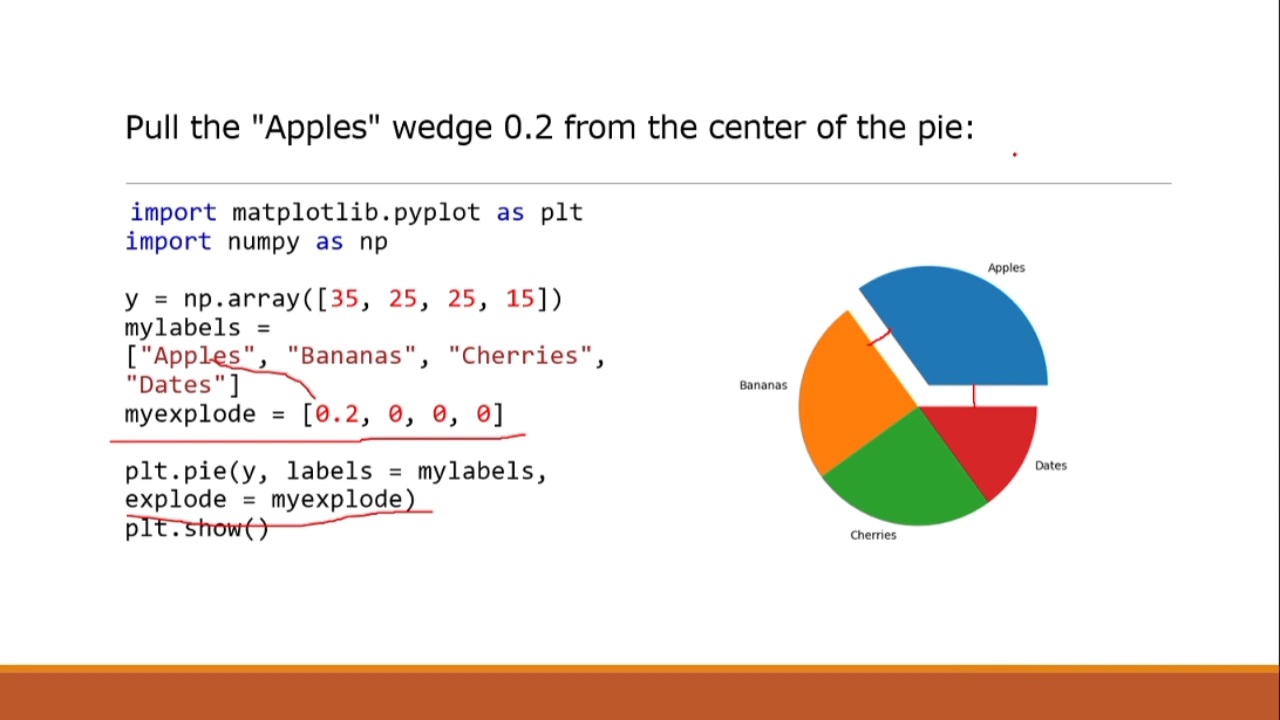 Pull the "Apples" wedge 0.2 from the center of the pie:
import matplotlib.pyplot as plt
import numpy as np
y = np.array([35, 25, 25, 15])
mylabels =
["Apples", "Bananas", "Cherries",
"Dates"]
myexplode = [0.2, 0, 0, 0]
plt.pie(y, labels = mylabels,
explode = myexplode)
plt.show()
Apples
Bananas
Dates
Cherries